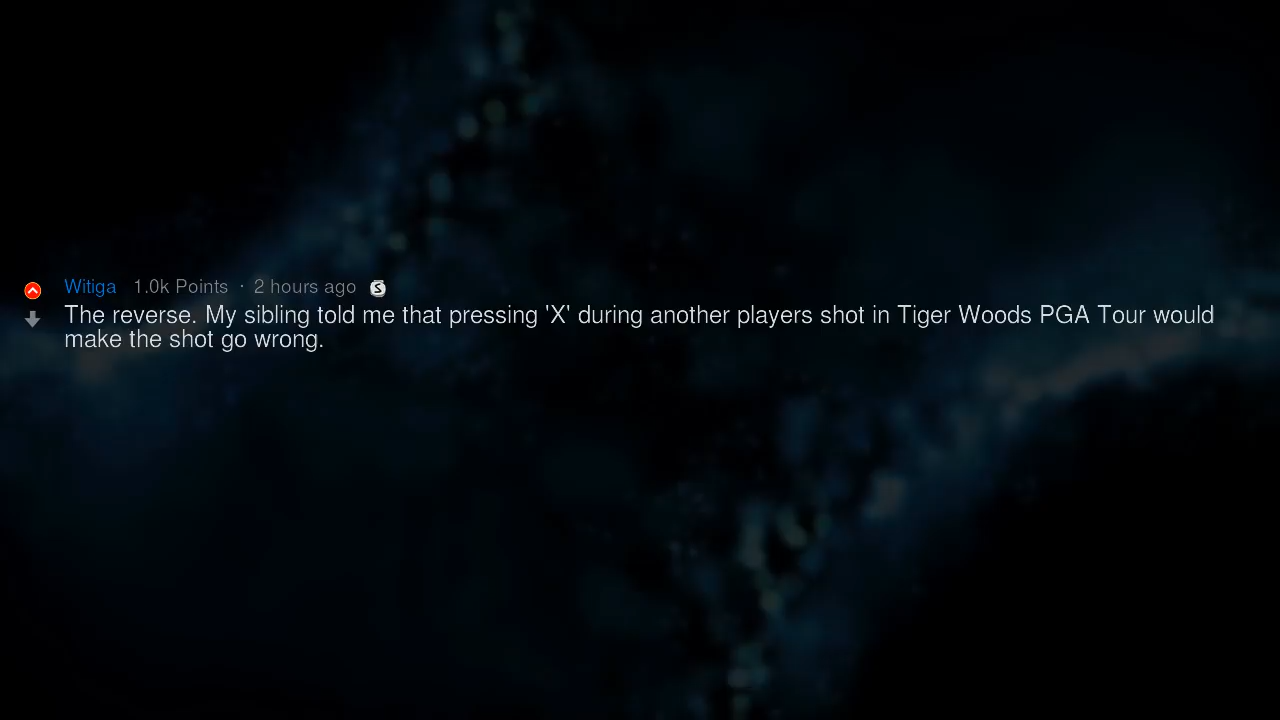 Witiga 1.0k Points · 2 hours ago S
The reverse. My sibling told me that pressing 'X' during another players shot in Tiger Woods PGA Tour would
make the shot go wrong.